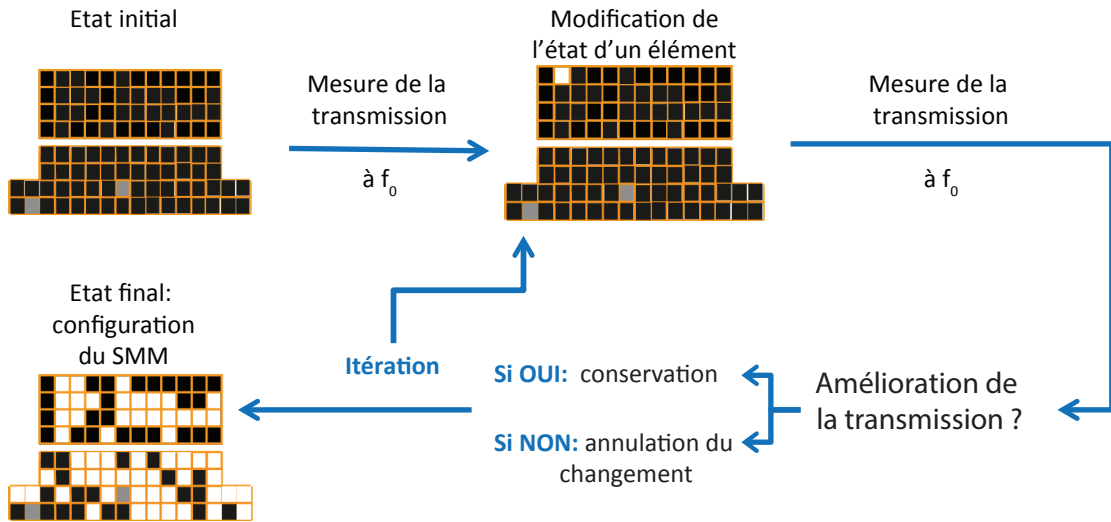 Etat initial
Mesure de la
transmission
à f0
Modification de
l'état d'un élément
Mesure de la
transmission
à f0
Amélioration de
la transmission ?
Si OUI: conservation
Si NON: annulation du
changement
Itération
Etat final:
configuration
du SMM